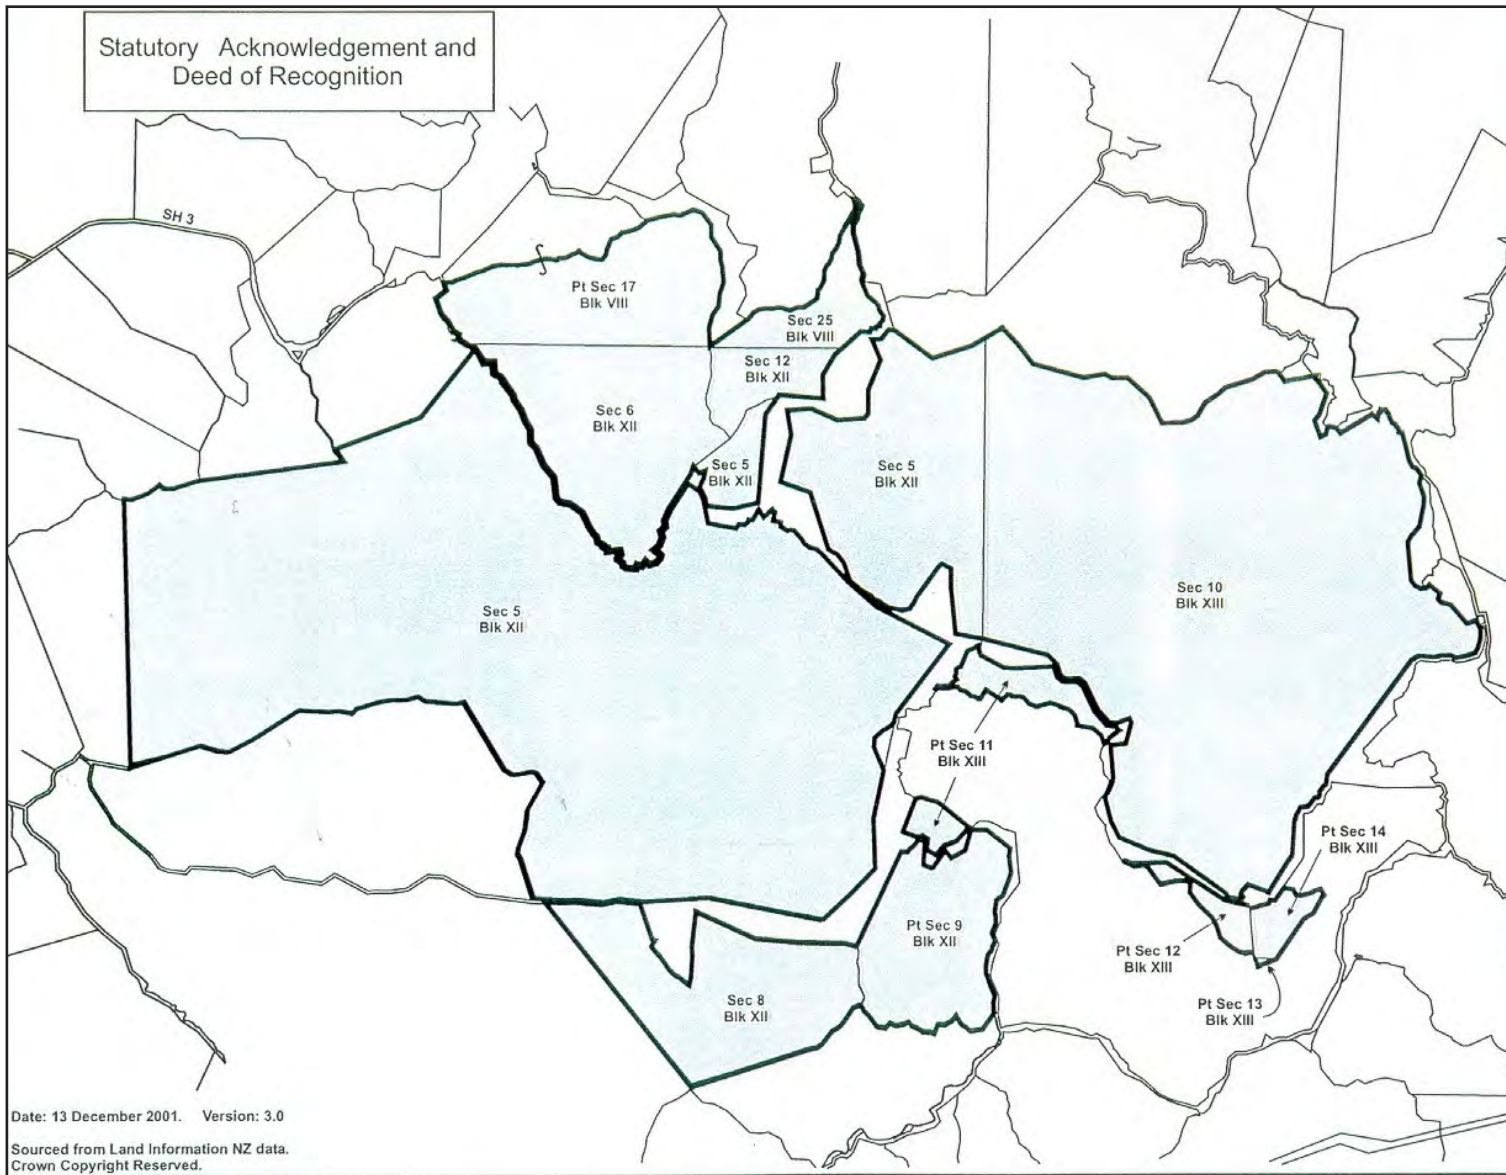 Statutory Acknowledgement and
Deed of Recognition
SH 3
Pt Sec 17
Blk VIII
Sec 25
Blk VIII
Sec 12
Blk XII
Sec 6
Blk XII
Sec 5
Blk XII
Sec 5
Blk XII
Sec 10
Blk XIII
Sec 5
Blk XII
Pt Sec 11
Blk XIII
Pt Sec 14
Blk XIII
Pt Sec 9
Blk XII
Pt Sec 12
Blk XIII
Sec 8
Blk XII
Pt Sec 13
Blk XIII
Date: 13 December 2001. Version: 3.0
Sourced from Land Information NZ data.
Crown Copyright Reserved.